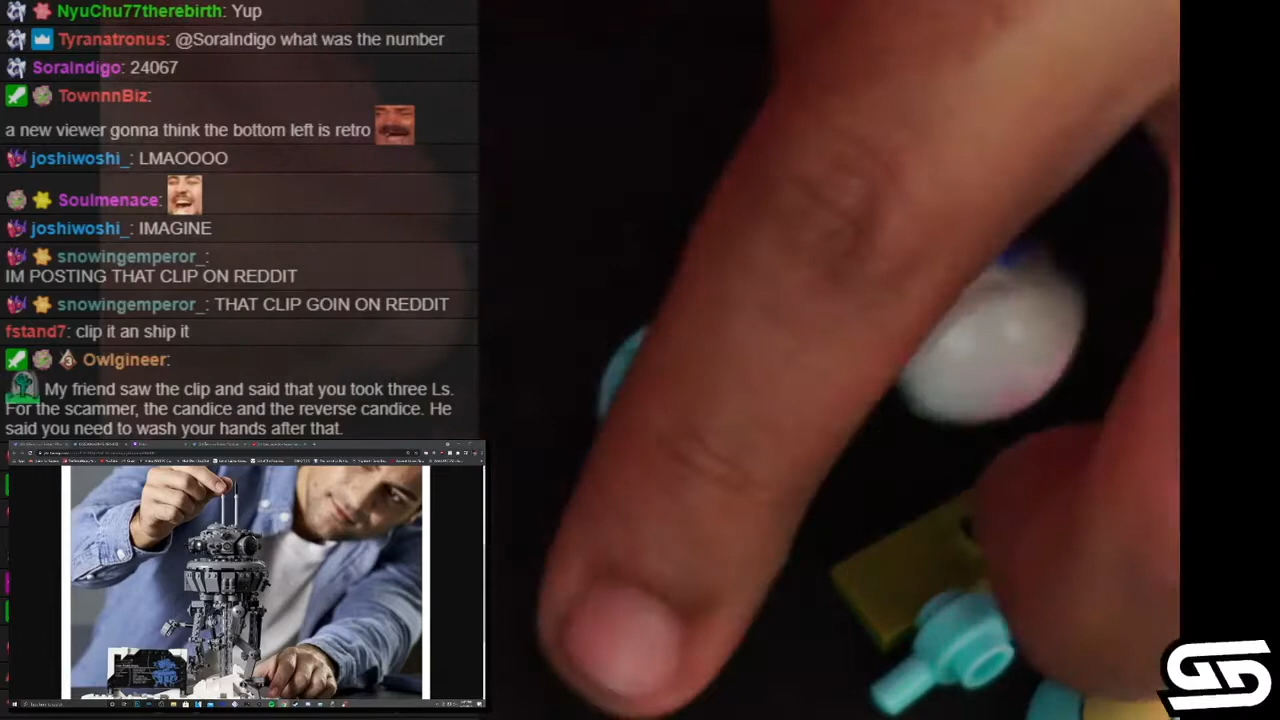 NyuChu77therebirth: Yup
Tyranatronus: @SoraIndigo what was the number
SoraIndigo: 24067
TownnnBiz:
a new viewer gonna think the bottom left is retro
joshiwoshi_: LMAOOOO
Soulmenace:
joshiwoshi_: IMAGINE
snowingemperor_:
IM POSTING THAT CLIP ON REDDIT
snowingemperor_: THAT CLIP GOIN ON REDDIT
fstand7: clip it an ship it
3 Owlgineer:
My friend saw the clip and said that you took three Ls.
For the scammer, the candice and the reverse candice. He
said you need to wash your hands after that.